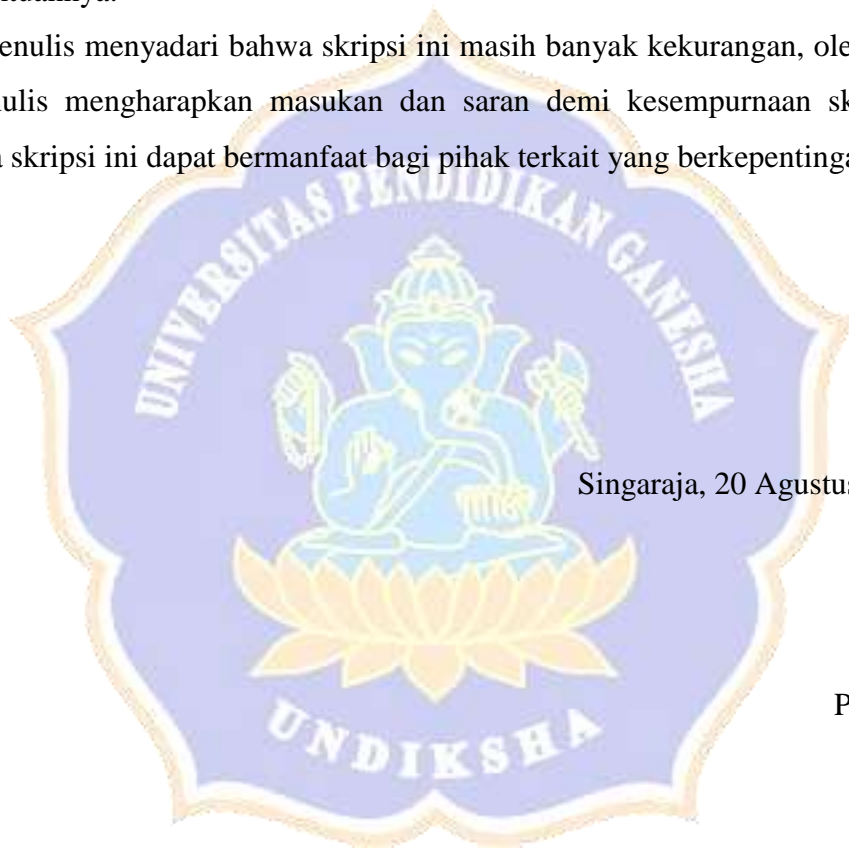 enulis menyadari bahwa skripsi ini masih banyak kekurangan, ole
ulis mengharapkan masukan dan saran demi kesempurnaan sk
skripsi ini dapat bermanfaat bagi pihak terkait yang berkepentinga
UNIVERSITAS PENDIDIKAN GANESHA
Singaraja, 20 Agustus
P
UNDIKSHA